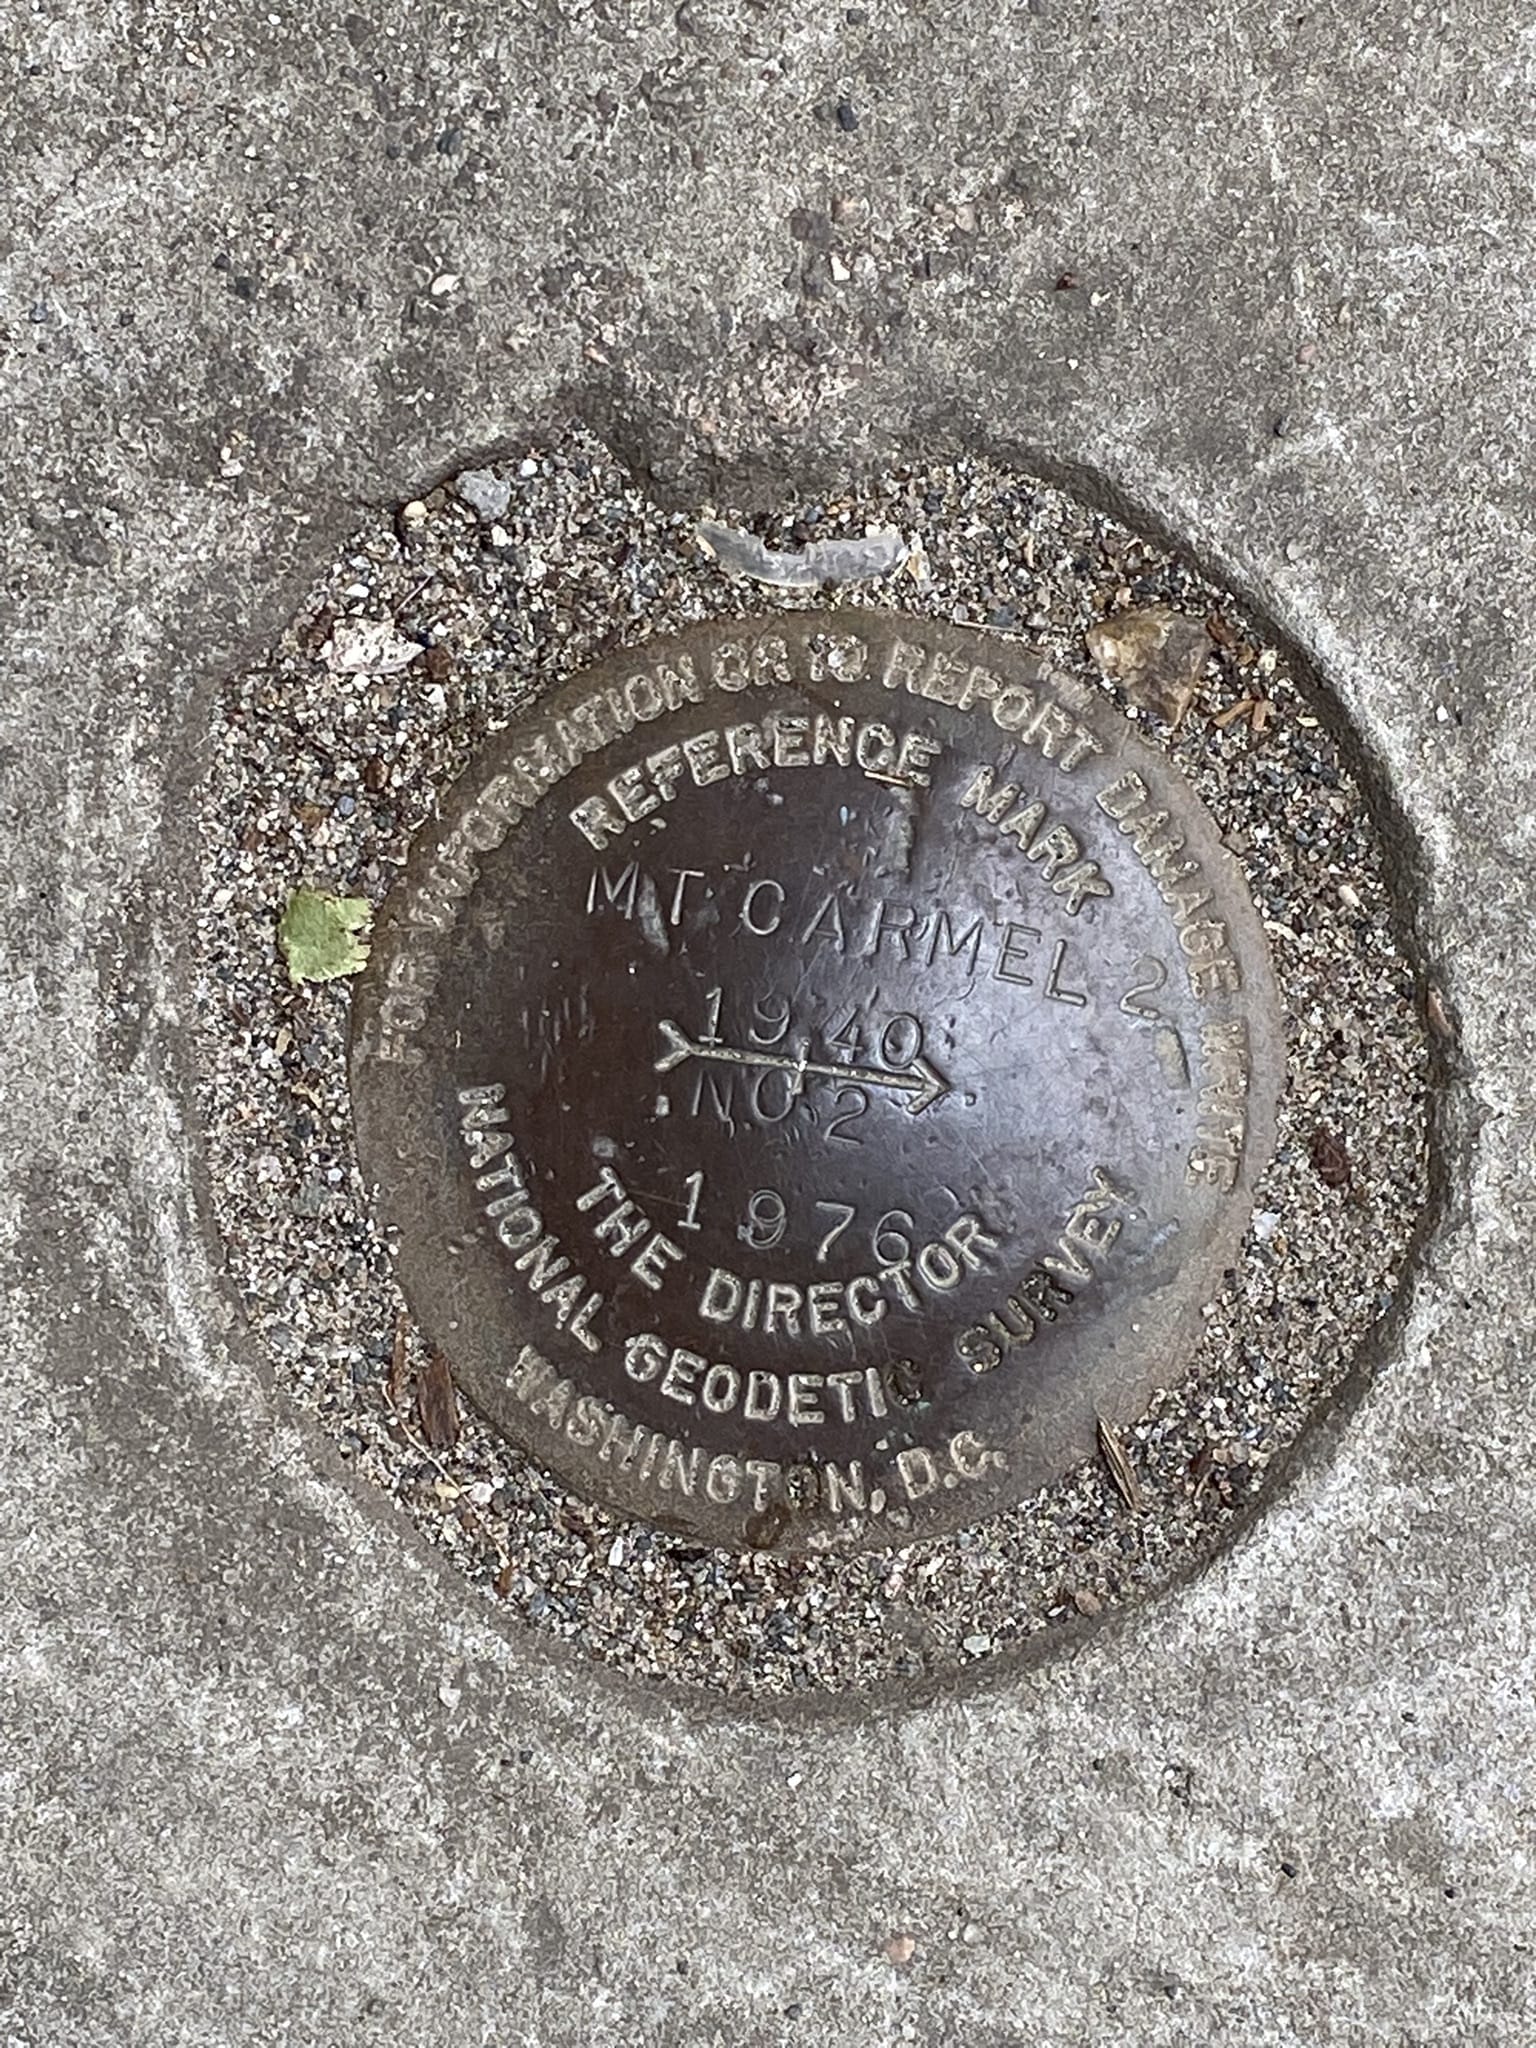 FOR INFORMATION OR TO REPORT DAMAGE WRITE
REFERENCE MARK
MT CARMEL 2
1940
NO 2
1976
THE DIRECTOR
NATIONAL GEODETIC SURVEY
WASHINGTON, D.C.